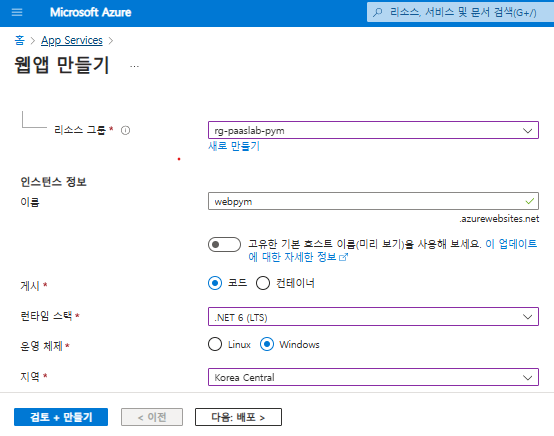 Microsoft Azure
리소스, 서비스 및 문서 검색(G+/)
홈 > App Services >
웹앱 만들기 ...
리소스 그룹 *
rg-paaslab-pym
새로 만들기
인스턴스 정보
이름
webpym
.azurewebsites.net
고유한 기본 호스트 이름(미리 보기)을 사용해 보세요. 이 업데이트
에 대한 자세한 정보
게시 *
코드 컨테이너
런타임 스택 *
.NET 6 (LTS)
운영 체제 *
Linux Windows
지역 *
Korea Central
검토 + 만들기
< 이전
다음: 배포 >